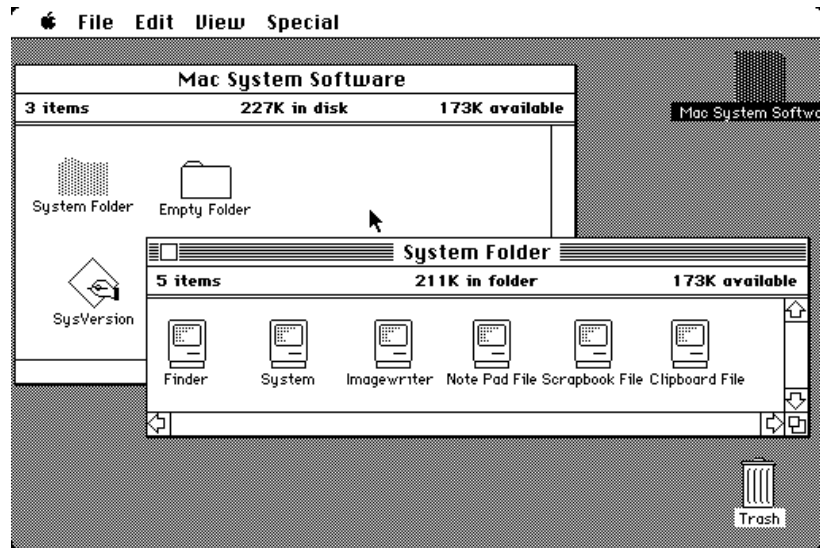 File Edit View Special
Mac System Software
3 items 227K in disk 173K available
Mac System Softwa
System Folder Empty Folder
System Folder
5 items 211K in folder 173K available
SysVersion
Finder System Imagewriter Note Pad File Scrapbook File Clipboard File
Trash